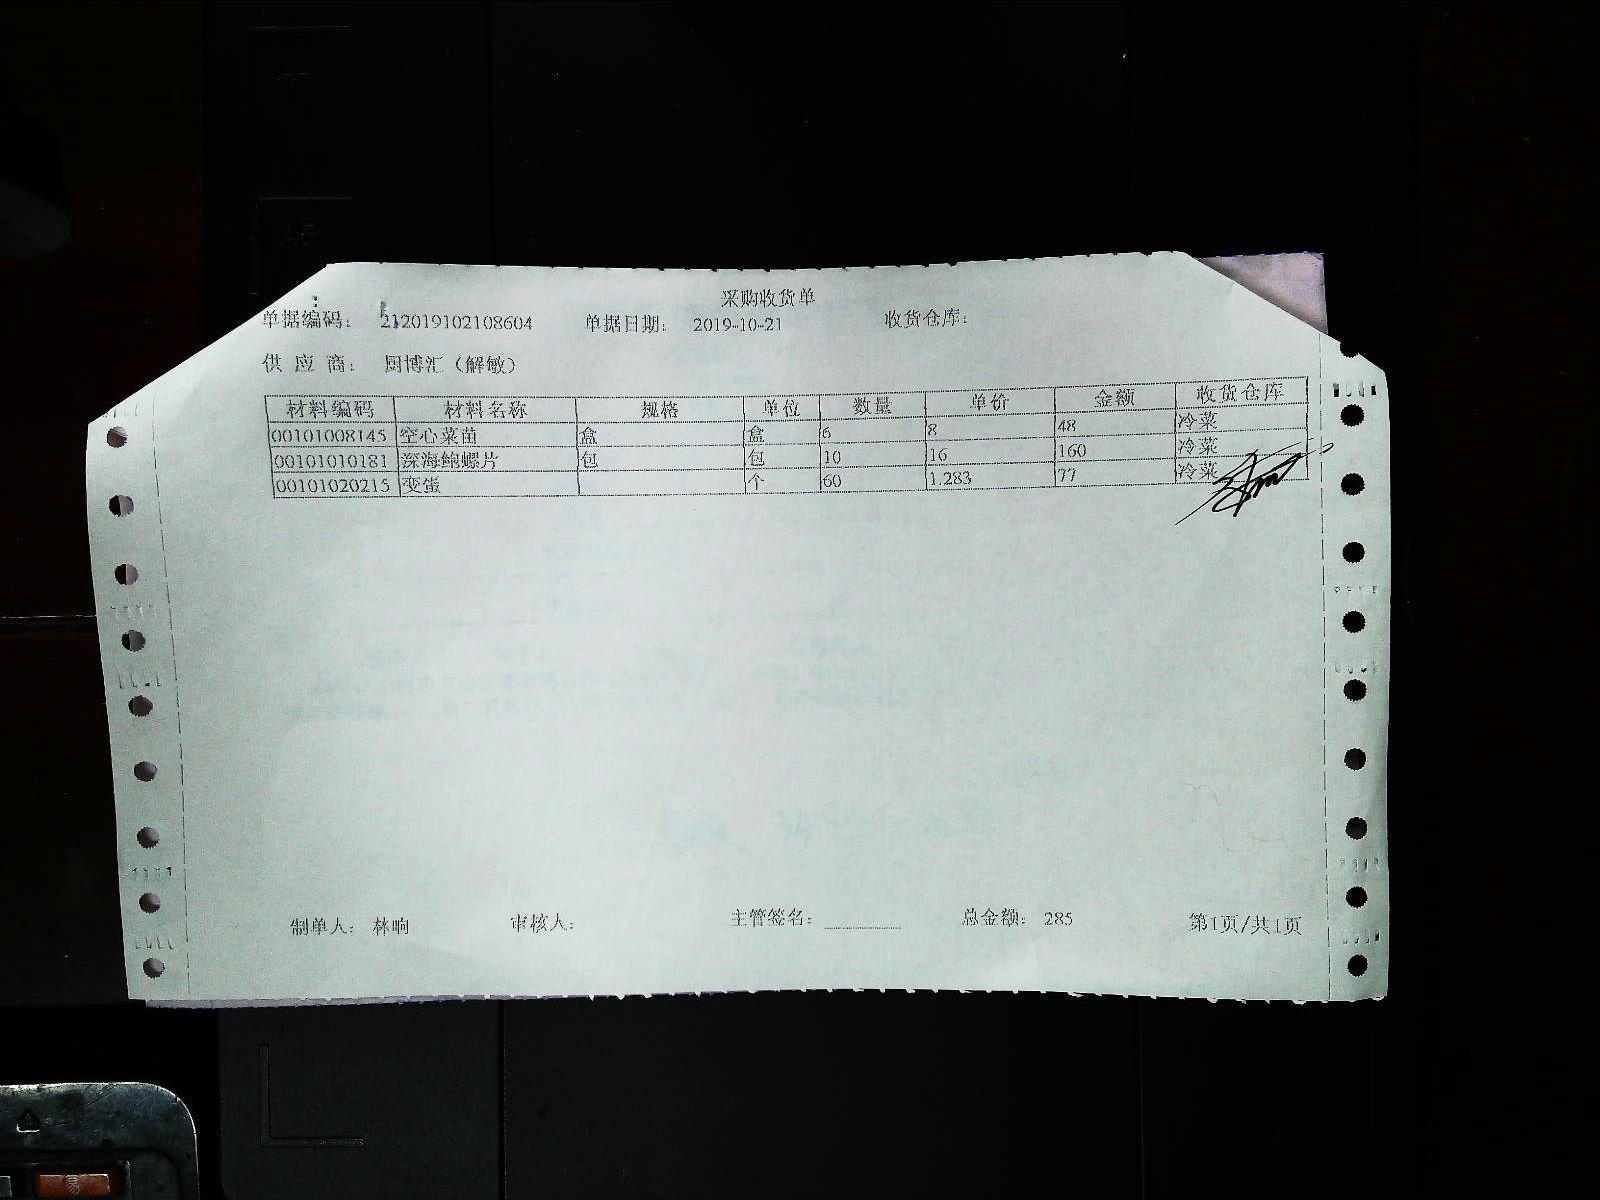 采购收货单
单据编码: 212019102108604 单据日期: 2019-10-21 收货仓库:
供应商: 厨博汇(解敏)
材料编码 材料名称 规格 单位 数量 单价 金额 收货仓库
00101008145 空心菜苗 盒 盒 6 8 48 冷菜
00101010181 深海鲍螺片 包 包 10 16 160 冷菜
00101020215 变蛋 个 60 1.283 77 冷菜
制单人: 林响 审核人: 主管签名: 总金额: 285 第1页/共1页